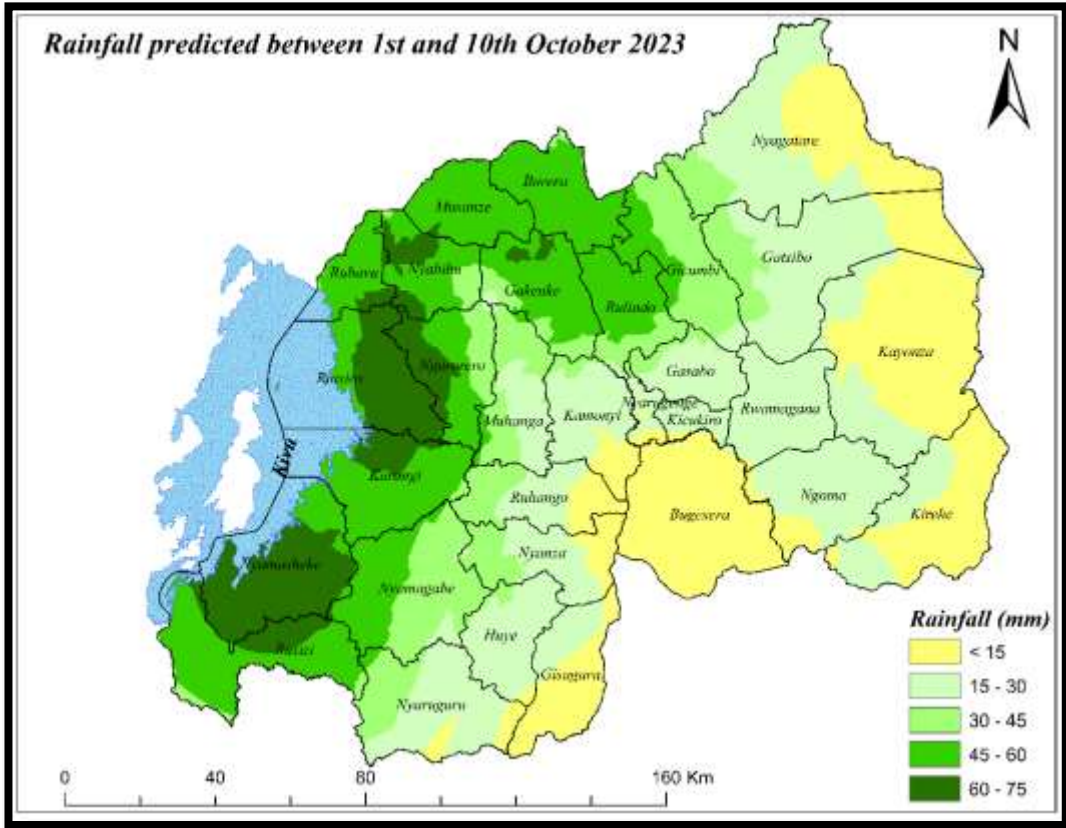 Rainfall predicted between 1st and 10th October 2023
N
Nyagatare
Burera
Musanze
Rubavu
Nyabihu
Gakenke
Rulindo
Gicumbi
Gatsibo
Kayonza
Rutsiro
Ngororero
Muhanga
Kamonyi
Gasabo
Nyarugenge
Kicukiro
Rwamagana
Kivu
Karongi
Ruhango
Bugesera
Ngoma
Kirehe
Nyamasheke
Nyamagabe
Nyanza
Huye
Rusizi
Gisagara
Nyaruguru
Rainfall (mm)
< 15
15 - 30
30 - 45
45 - 60
60 - 75
0 40 80 160 Km